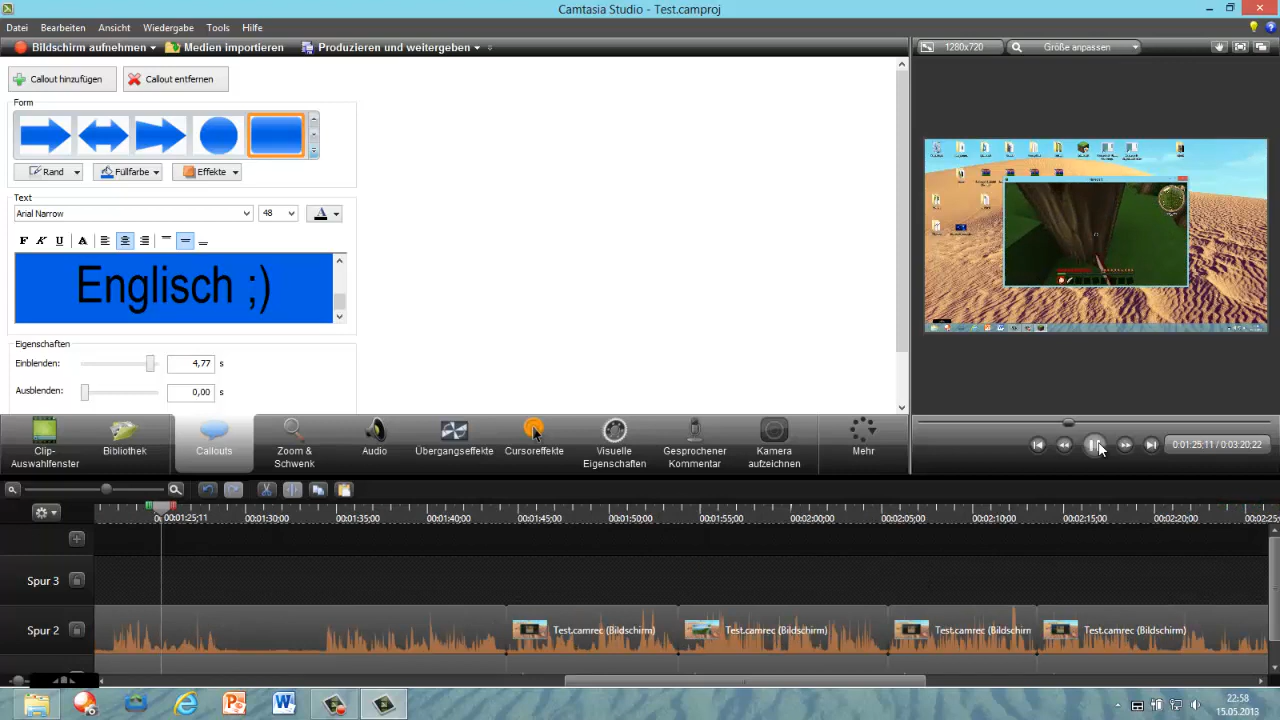 Camtasia Studio - Test.camproj
Datei Bearbeiten Ansicht Wiedergabe Tools Hilfe
Bildschirm aufnehmen Medien importieren Produzieren und weitergeben
1280x720 Größe anpassen
Callout hinzufügen Callout entfernen
Form
Rand Füllfarbe Effekte
Text
Arial Narrow 48
F K U A
Englisch ;)
Eigenschaften
Einblenden: 4,77 s
Ausblenden: 0,00 s
0:01:25;11 / 0:03:20;22
Clip-Auswahlfenster
Bibliothek
Callouts
Zoom & Schwenk
Audio
Übergangseffekte
Cursoreffekte
Visuelle Eigenschaften
Gesprochener Kommentar
Kamera aufzeichnen
Mehr
00:01:25;11 00:01:30;00 00:01:35;00 00:01:40;00 00:01:45;00 00:01:50;00 00:01:55;00 00:02:00;00 00:02:05;00 00:02:10;00 00:02:15;00 00:02:20;00 00:02:25;
Spur 3
Spur 2
Test.camrec (Bildschirm) Test.camrec (Bildschirm) Test.camrec (Bildschirm Test.camrec (Bildschirm)
22:58
15.05.2013